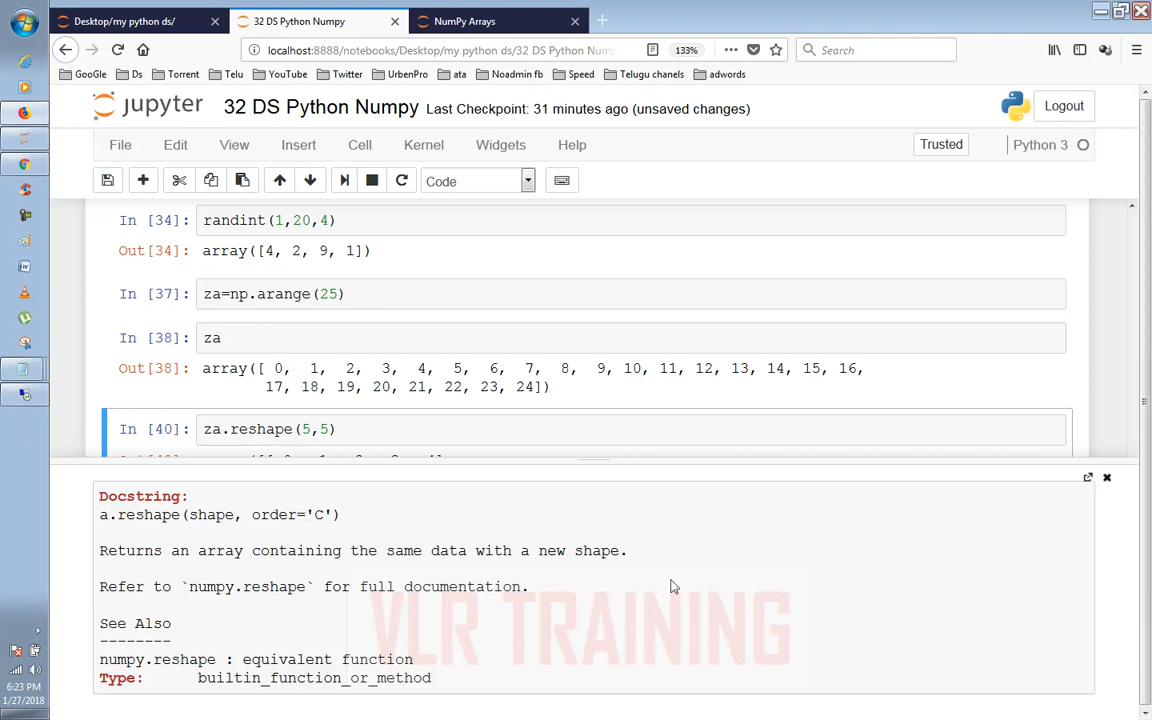 Desktop/my python ds/
32 DS Python Numpy
NumPy Arrays
localhost:8888/notebooks/Desktop/my python ds/32 DS Python Num
133%
Search
GooGle Ds Torrent Telu YouTube Twitter UrbenPro ata Noadmin fb Speed Telugu chanels adwords
jupyter 32 DS Python Numpy Last Checkpoint: 31 minutes ago (unsaved changes)
Logout
File Edit View Insert Cell Kernel Widgets Help
Trusted
Python 3
Code
In [34]: randint(1,20,4)
Out[34]: array([4, 2, 9, 1])
In [37]: za=np.arange(25)
In [38]: za
Out[38]: array([ 0, 1, 2, 3, 4, 5, 6, 7, 8, 9, 10, 11, 12, 13, 14, 15, 16,
17, 18, 19, 20, 21, 22, 23, 24])
In [40]: za.reshape(5,5)
Docstring:
a.reshape(shape, order='C')
Returns an array containing the same data with a new shape.
Refer to `numpy.reshape` for full documentation.
See Also
--------
numpy.reshape : equivalent function
Type: builtin_function_or_method
VLR TRAINING
6:23 PM
1/27/2018